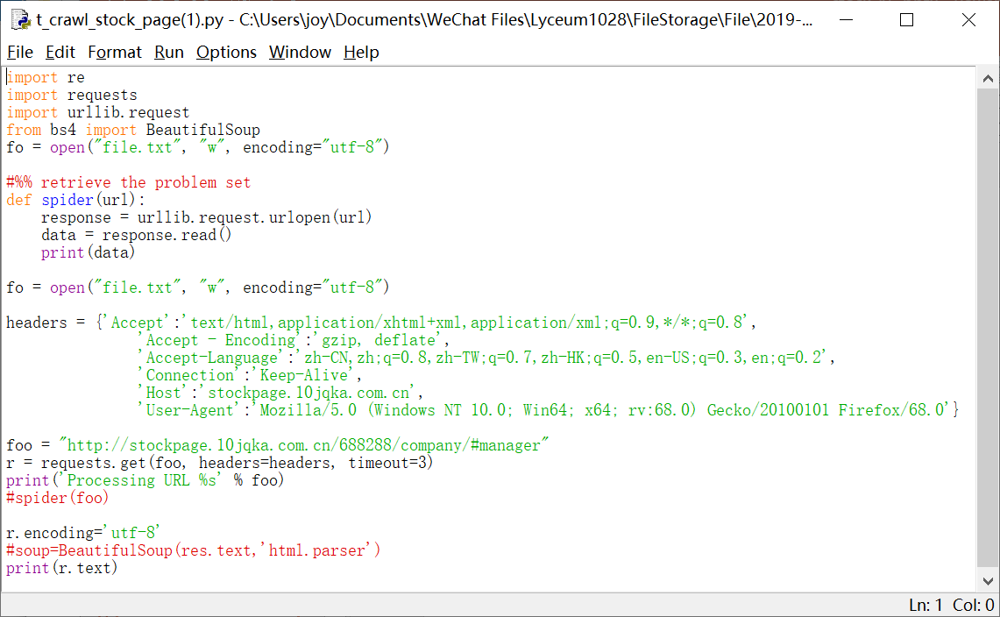 t_crawl_stock_page(1).py - C:\Users\joy\Documents\WeChat Files\Lyceum1028\FileStorage\File\2019-...
File Edit Format Run Options Window Help
import re
import requests
import urllib.request
from bs4 import BeautifulSoup
fo = open("file.txt", "w", encoding="utf-8")
#%% retrieve the problem set
def spider(url):
    response = urllib.request.urlopen(url)
    data = response.read()
    print(data)
fo = open("file.txt", "w", encoding="utf-8")
headers = {'Accept':'text/html,application/xhtml+xml,application/xml;q=0.9,*/*;q=0.8',
               'Accept - Encoding':'gzip, deflate',
               'Accept-Language':'zh-CN,zh;q=0.8,zh-TW;q=0.7,zh-HK;q=0.5,en-US;q=0.3,en;q=0.2',
               'Connection':'Keep-Alive',
               'Host':'stockpage.10jqka.com.cn',
               'User-Agent':'Mozilla/5.0 (Windows NT 10.0; Win64; x64; rv:68.0) Gecko/20100101 Firefox/68.0'}
foo = "http://stockpage.10jqka.com.cn/688288/company/#manager"
r = requests.get(foo, headers=headers, timeout=3)
print('Processing URL %s' % foo)
#spider(foo)
r.encoding='utf-8'
#soup=BeautifulSoup(res.text,'html.parser')
print(r.text)
Ln: 1 Col: 0